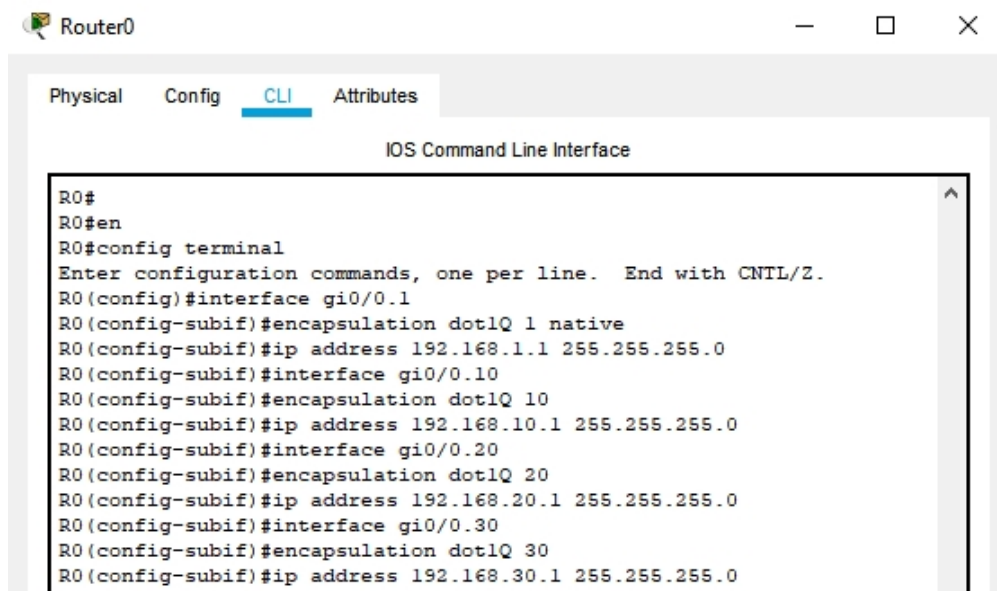 Router0
Physical Config CLI Attributes
IOS Command Line Interface
R0#
R0#en
R0#config terminal
Enter configuration commands, one per line.  End with CNTL/Z.
R0(config)#interface gi0/0.1
R0(config-subif)#encapsulation dot1Q 1 native
R0(config-subif)#ip address 192.168.1.1 255.255.255.0
R0(config-subif)#interface gi0/0.10
R0(config-subif)#encapsulation dot1Q 10
R0(config-subif)#ip address 192.168.10.1 255.255.255.0
R0(config-subif)#interface gi0/0.20
R0(config-subif)#encapsulation dot1Q 20
R0(config-subif)#ip address 192.168.20.1 255.255.255.0
R0(config-subif)#interface gi0/0.30
R0(config-subif)#encapsulation dot1Q 30
R0(config-subif)#ip address 192.168.30.1 255.255.255.0